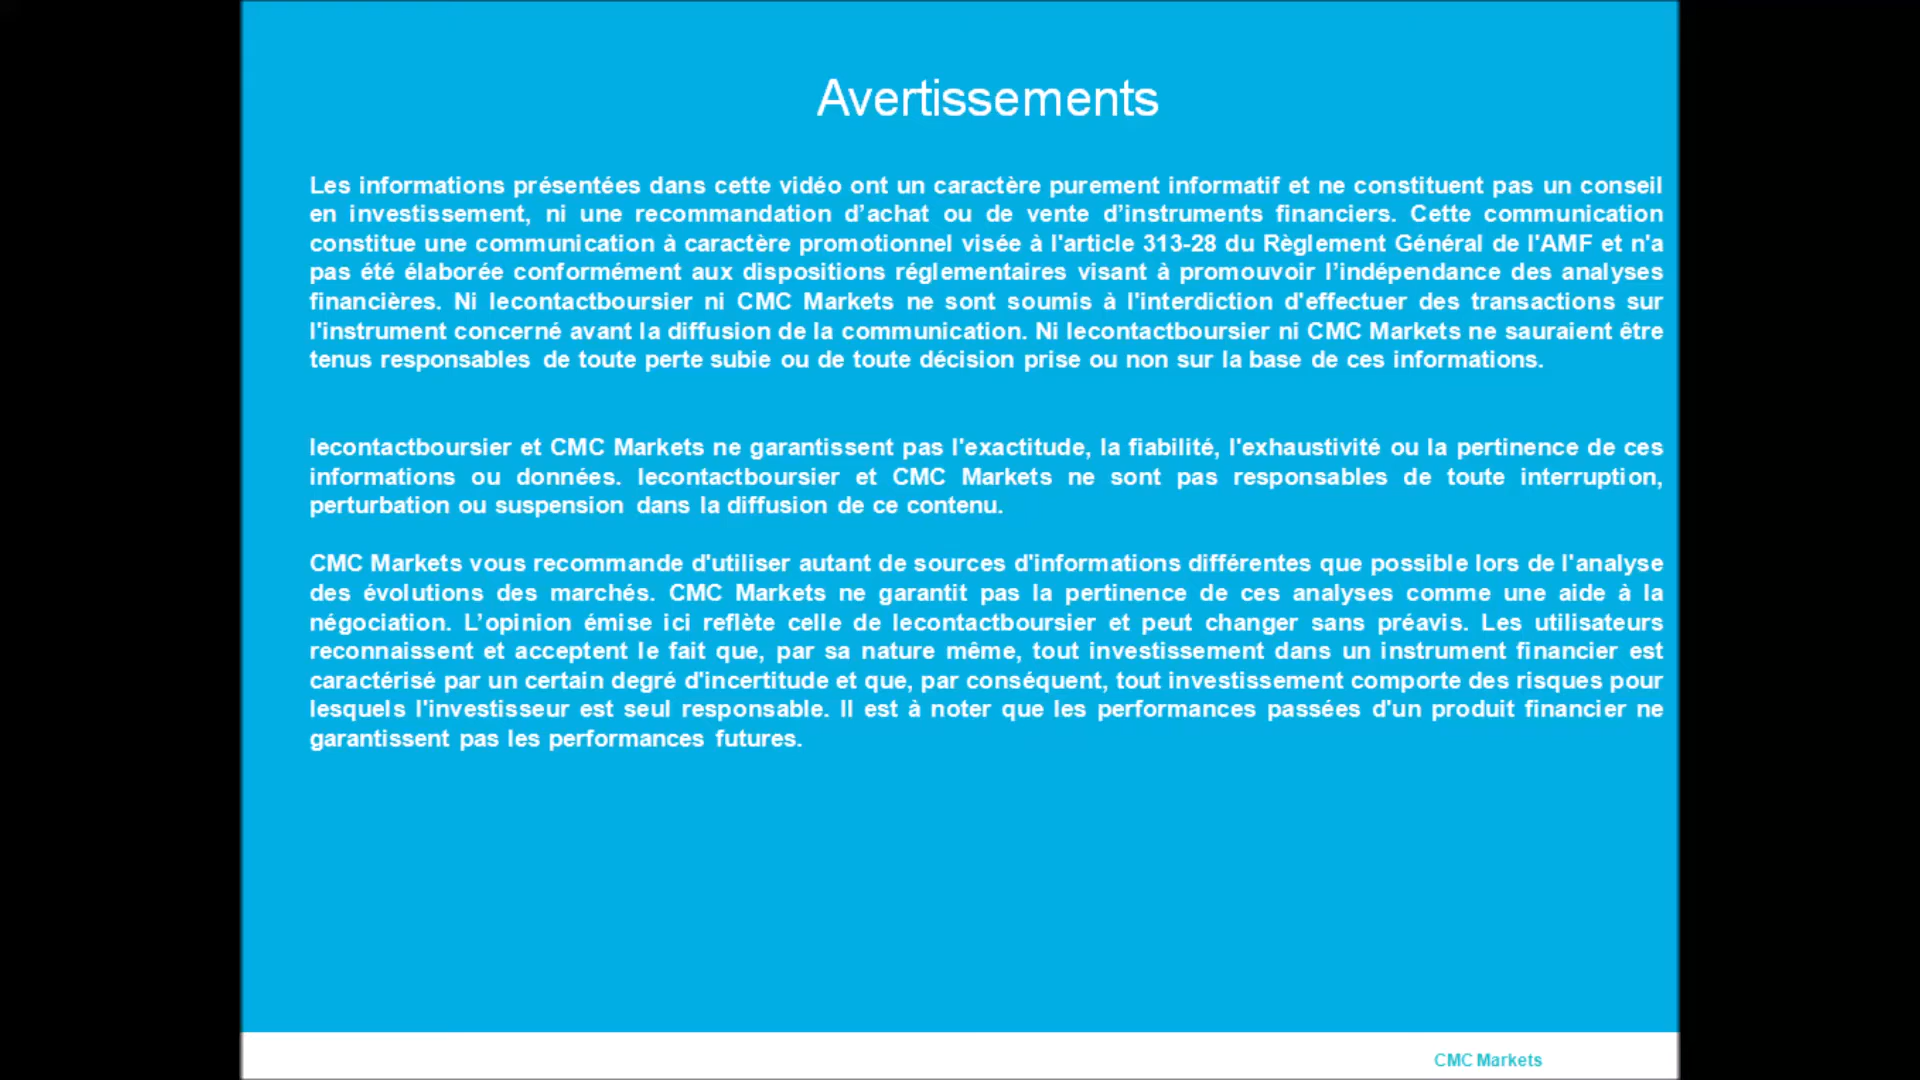 Avertissements
Les informations présentées dans cette vidéo ont un caractère purement informatif et ne constituent pas un conseil
en investissement, ni une recommandation d’achat ou de vente d’instruments financiers. Cette communication
constitue une communication à caractère promotionnel visée à l'article 313-28 du Règlement Général de l'AMF et n'a
pas été élaborée conformément aux dispositions réglementaires visant à promouvoir l’indépendance des analyses
financières. Ni lecontactboursier ni CMC Markets ne sont soumis à l'interdiction d'effectuer des transactions sur
l'instrument concerné avant la diffusion de la communication. Ni lecontactboursier ni CMC Markets ne sauraient être
tenus responsables de toute perte subie ou de toute décision prise ou non sur la base de ces informations.
lecontactboursier et CMC Markets ne garantissent pas l'exactitude, la fiabilité, l'exhaustivité ou la pertinence de ces
informations ou données. lecontactboursier et CMC Markets ne sont pas responsables de toute interruption,
perturbation ou suspension dans la diffusion de ce contenu.
CMC Markets vous recommande d'utiliser autant de sources d'informations différentes que possible lors de l'analyse
des évolutions des marchés. CMC Markets ne garantit pas la pertinence de ces analyses comme une aide à la
négociation. L’opinion émise ici reflète celle de lecontactboursier et peut changer sans préavis. Les utilisateurs
reconnaissent et acceptent le fait que, par sa nature même, tout investissement dans un instrument financier est
caractérisé par un certain degré d'incertitude et que, par conséquent, tout investissement comporte des risques pour
lesquels l'investisseur est seul responsable. Il est à noter que les performances passées d'un produit financier ne
garantissent pas les performances futures.
CMC Markets